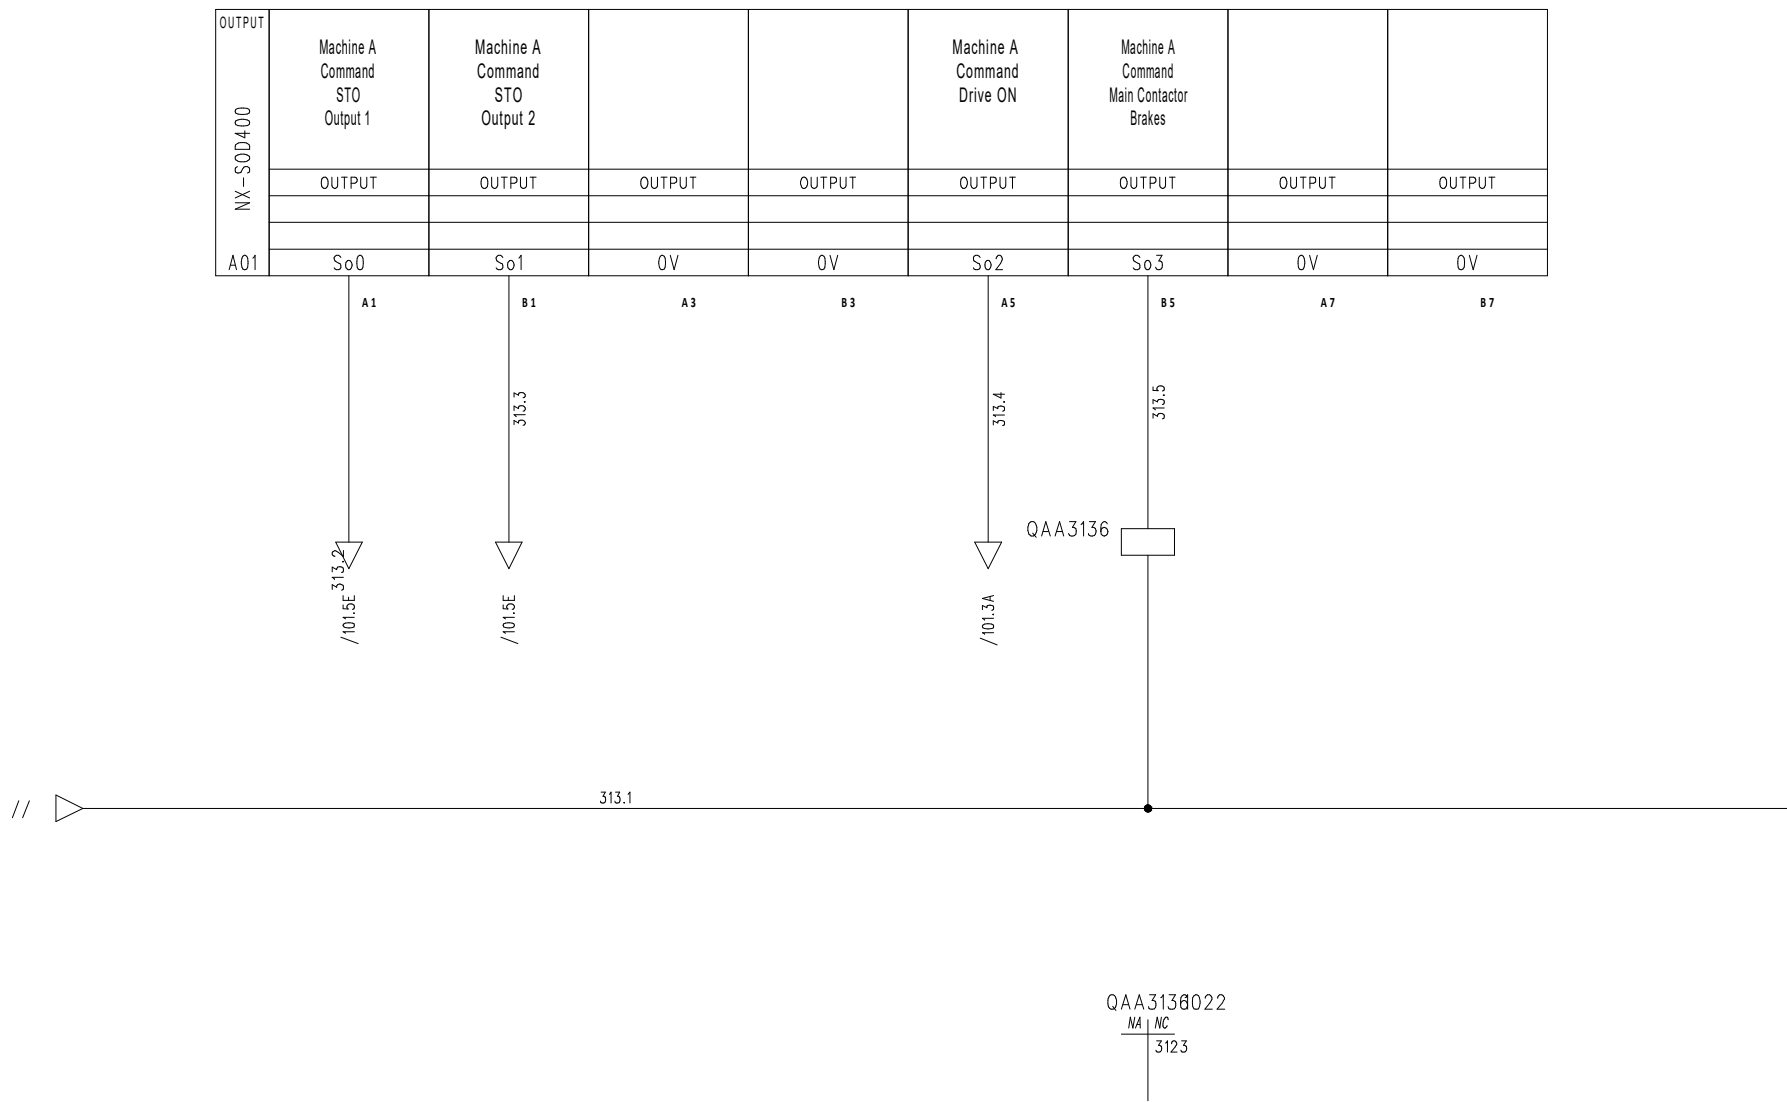 OUTPUT
NX-SOD400
A01
Machine A
Command
STO
Output 1
Machine A
Command
STO
Output 2
Machine A
Command
Drive ON
Machine A
Command
Main Contactor
Brakes
OUTPUT OUTPUT OUTPUT OUTPUT OUTPUT OUTPUT OUTPUT OUTPUT
So0 So1 0V 0V So2 So3 0V 0V
A1 B1 A3 B3 A5 B5 A7 B7
313.3
313.4
313.5
QAA3136
313.2
/101.5E
/101.5E
/101.3A
//
313.1
QAA3136 1022
NA NC
3123